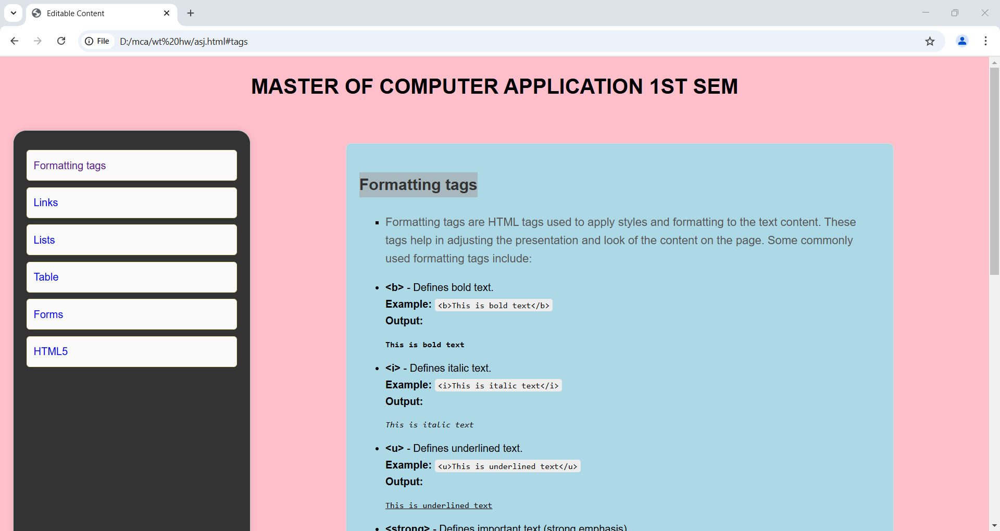 Editable Content
File D:/mca/wt%20hw/asj.html#tags
MASTER OF COMPUTER APPLICATION 1ST SEM
Formatting tags
Links
Lists
Table
Forms
HTML5
Formatting tags
Formatting tags are HTML tags used to apply styles and formatting to the text content. These
tags help in adjusting the presentation and look of the content on the page. Some commonly
used formatting tags include:
<b> - Defines bold text.
Example: <b>This is bold text</b>
Output:
This is bold text
<i> - Defines italic text.
Example: <i>This is italic text</i>
Output:
This is italic text
<u> - Defines underlined text.
Example: <u>This is underlined text</u>
Output:
This is underlined text
<strong> - Defines important text (strong emphasis)